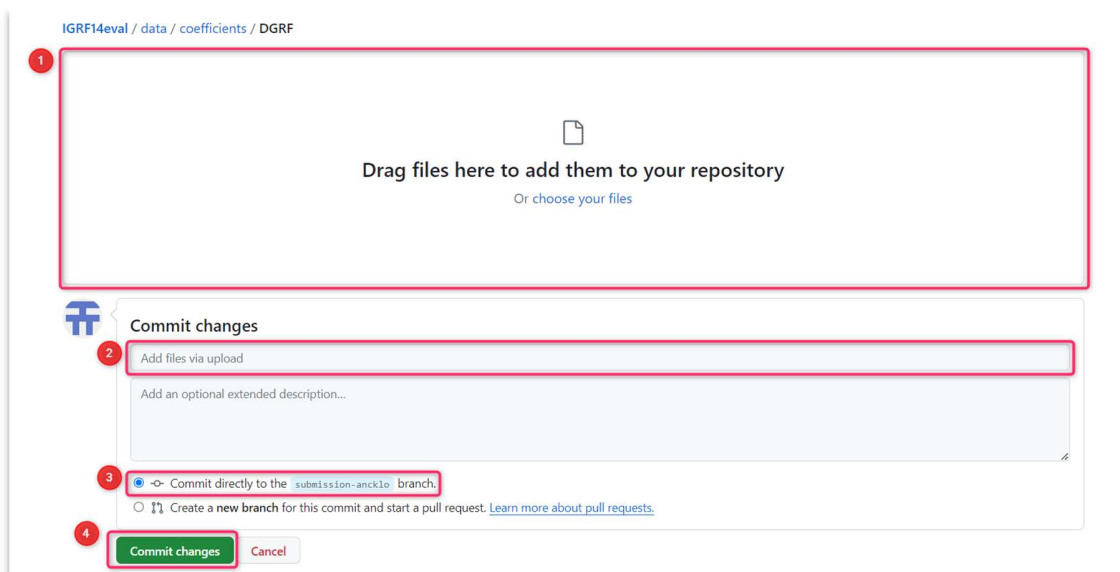 IGRF14eval / data / coefficients / DGRF
1
Drag files here to add them to your repository
Or choose your files
Commit changes
2
Add files via upload
Add an optional extended description...
3
Commit directly to the submission-ancklo branch.
Create a new branch for this commit and start a pull request. Learn more about pull requests.
4
Commit changes Cancel